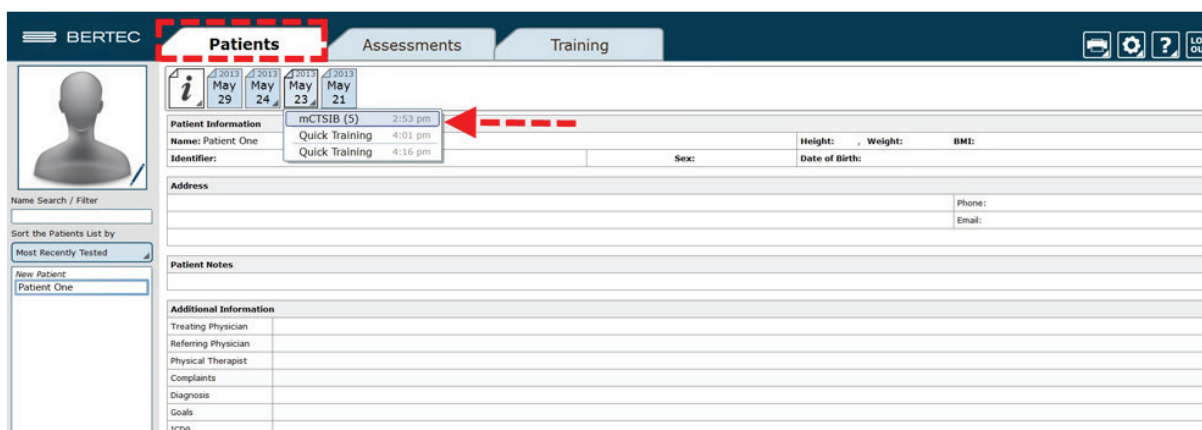 BERTEC
Patients
Assessments
Training
?
LO
OU
i
2013 May 29
2013 May 24
2013 May 23
2013 May 21
mCTSIB (5) 2:53 pm
Quick Training 4:01 pm
Quick Training 4:16 pm
Patient Information
Name: Patient One
Height: , Weight: BMI:
Identifier: Sex: Date of Birth:
Address
Phone:
Email:
Name Search / Filter
Sort the Patients List by
Most Recently Tested
New Patient
Patient One
Patient Notes
Additional Information
Treating Physician
Referring Physician
Physical Therapist
Complaints
Diagnosis
Goals